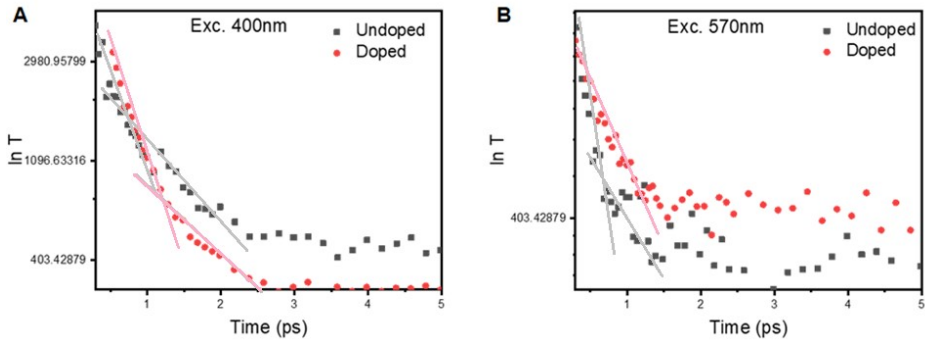 A
Exc. 400nm
Undoped
Doped
2980.95799
1096.63316
403.42879
ln T
1
2
3
4
5
Time (ps)
B
Exc. 570nm
Undoped
Doped
403.42879
ln T
1
2
3
4
5
Time (ps)